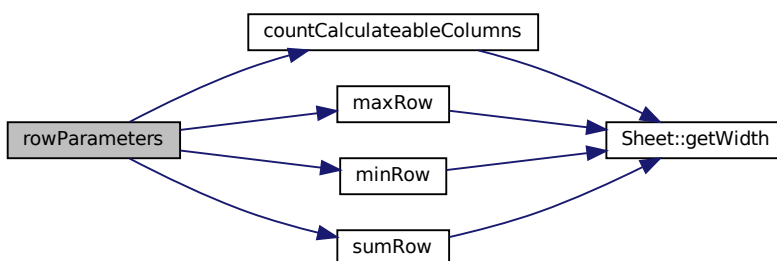 countCalculateableColumns
maxRow
rowParameters
Sheet::getWidth
minRow
sumRow